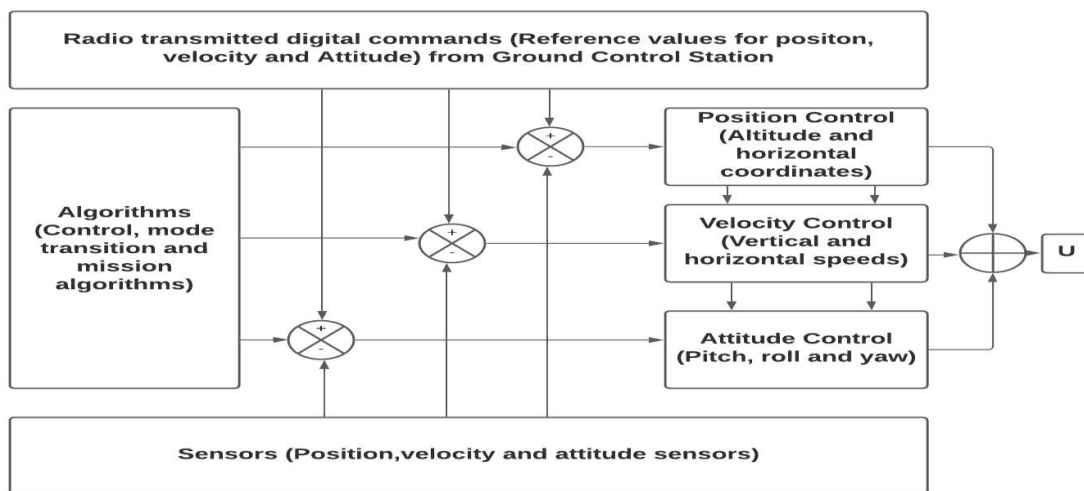 Radio transmitted digital commands (Reference values for positon,
velocity and Attitude) from Ground Control Station
+
-
Position Control
(Altitude and
horizontal
coordinates)
Algorithms
(Control, mode
transition and
mission
algorithms)
+
-
Velocity Control
(Vertical and
horizontal speeds)
U
+
-
Attitude Control
(Pitch, roll and yaw)
Sensors (Position,velocity and attitude sensors)